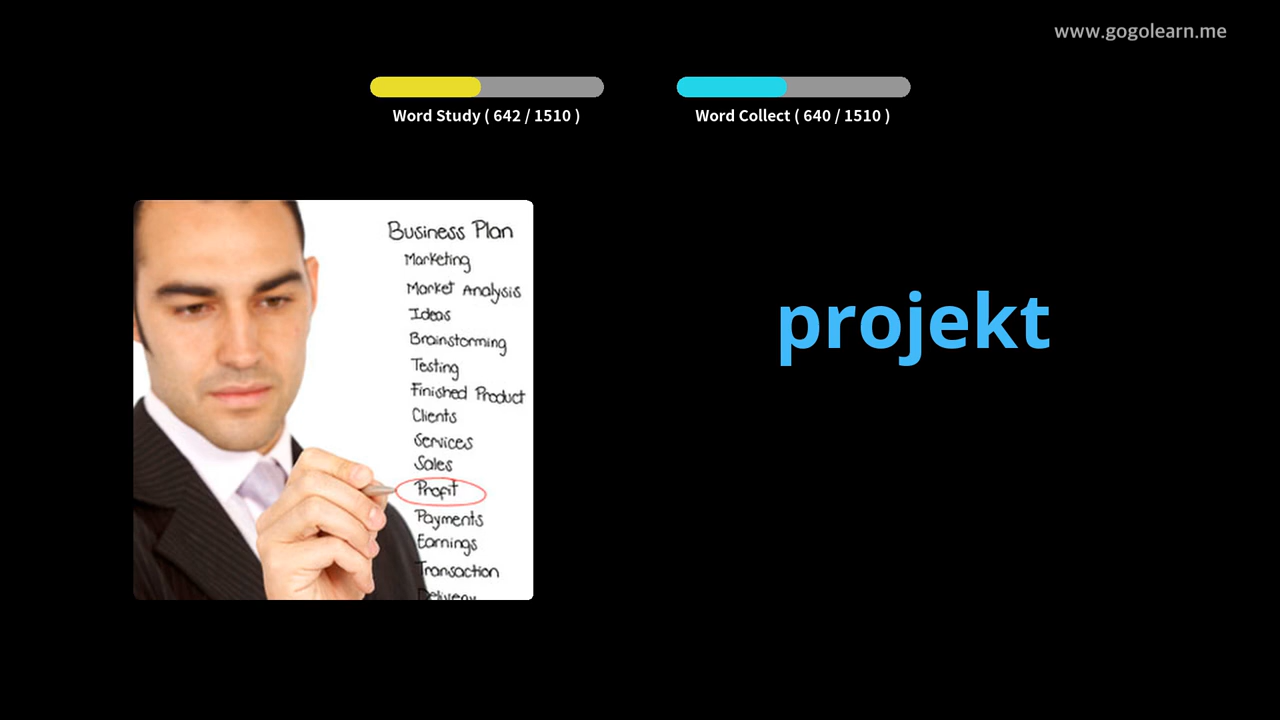 www.gogolearn.me
Word Study ( 642 / 1510 )
Word Collect ( 640 / 1510 )
Business Plan
Marketing
Market Analysis
Ideas
Brainstorming
Testing
Finished Product
Clients
Services
Sales
Profit
Payments
Earnings
Transaction
Delivery
projekt